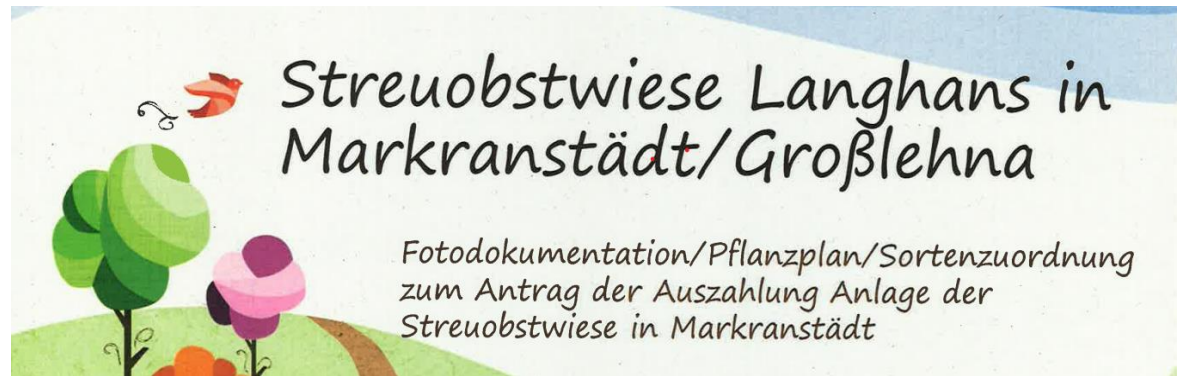 Streuobstwiese Langhans in
Markranstädt/Großlehna
Fotodokumentation/Pflanzplan/Sortenzuordnung
zum Antrag der Auszahlung Anlage der
Streuobstwiese in Markranstädt